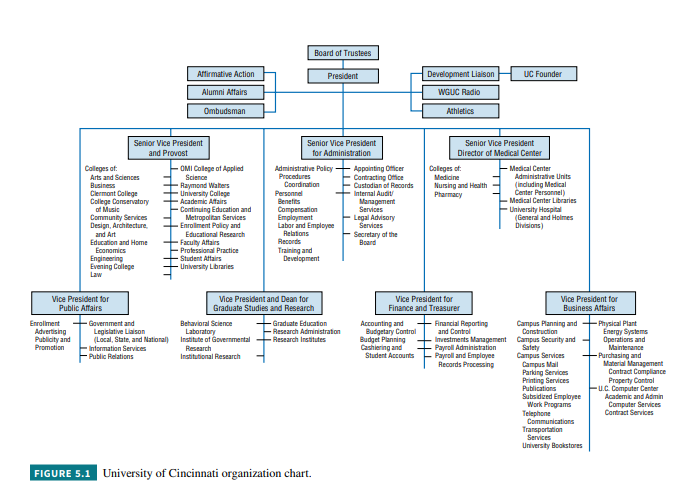 Board of Trustees
Affirmative Action
President
Development Liaison
UC Founder
Alumni Affairs
WGUC Radio
Ombudsman
Athletics
Senior Vice President
and Provost
Colleges of:
Arts and Sciences
Business
Clermont College
College Conservatory
of Music
Community Services
Design, Architecture,
and Art
Education and Home
Economics
Engineering
Evening College
Law
OMI College of Applied
Science
Raymond Walters
University College
Academic Affairs
Continuing Education and
Metropolitan Services
Enrollment Policy and
Educational Research
Faculty Affairs
Professional Practice
Student Affairs
University Libraries
Senior Vice President
for Administration
Administrative Policy
Procedures
Coordination
Personnel
Benefits
Compensation
Employment
Labor and Employee
Relations
Records
Training and
Development
Appointing Officer
Contracting Office
Custodian of Records
Internal Audit/
Management
Services
Legal Advisory
Services
Secretary of the
Board
Senior Vice President
Director of Medical Center
Colleges of:
Medicine
Nursing and Health
Pharmacy
Medical Center
Administrative Units
(including Medical
Center Personnel)
Medical Center Libraries
University Hospital
(General and Holmes
Divisions)
Vice President for
Public Affairs
Enrollment
Advertising
Publicity and
Promotion
Government and
Legislative Liaison
(Local, State, and National)
Information Services
Public Relations
Vice President and Dean for
Graduate Studies and Research
Behavioral Science
Laboratory
Institute of Governmental
Research
Institutional Research
Graduate Education
Research Administration
Research Institutes
Vice President for
Finance and Treasurer
Accounting and
Budgetary Control
Budget Planning
Cashiering and
Student Accounts
Financial Reporting
and Control
Investments Management
Payroll Administration
Payroll and Employee
Records Processing
Vice President for
Business Affairs
Campus Planning and
Construction
Campus Security and
Safety
Campus Services
Campus Mail
Parking Services
Printing Services
Publications
Subsidized Employee
Work Programs
Telephone
Communications
Transportation
Services
University Bookstores
Physical Plant
Energy Systems
Operations and
Maintenance
Purchasing and
Material Management
Contract Compliance
Property Control
U.C. Computer Center
Academic and Admin
Computer Services
Contract Services
FIGURE 5.1 University of Cincinnati organization chart.